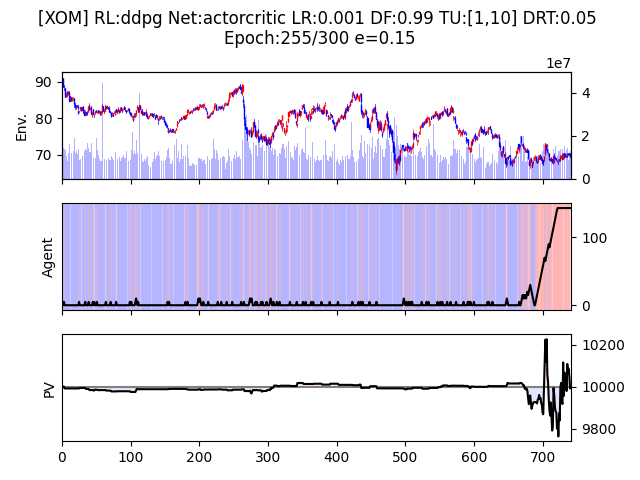 [XOM] RL:ddpg Net:actorcritic LR:0.001 DF:0.99 TU:[1,10] DRT:0.05
Epoch:255/300 e=0.15
1e7
90
80
70
Env.
4
2
0
Agent
100
0
PV
10200
10000
9800
0 100 200 300 400 500 600 700